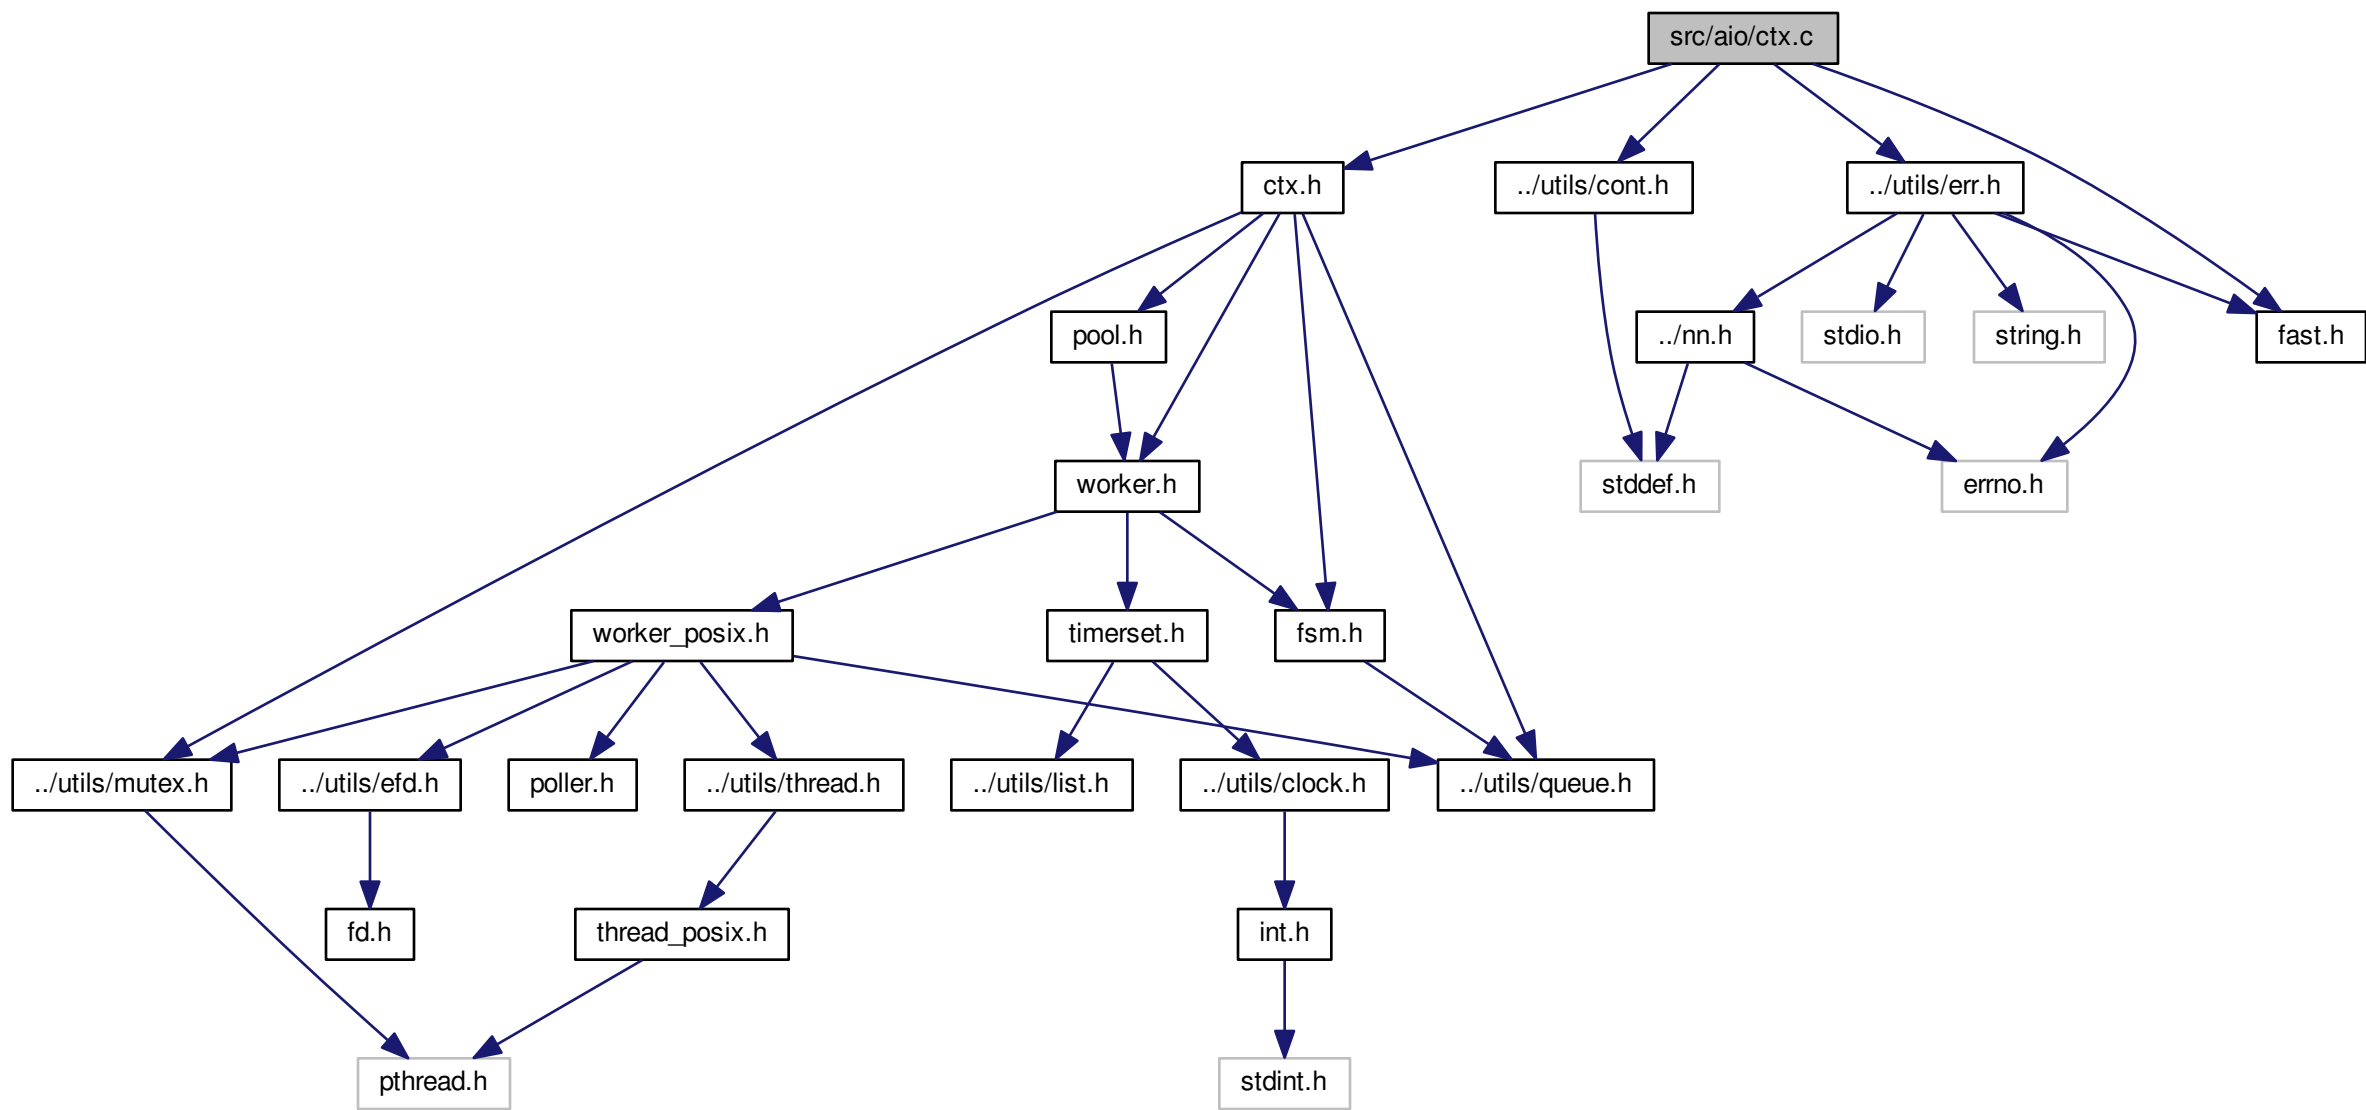 src/aio/ctx.c
ctx.h
../utils/cont.h
../utils/err.h
pool.h
../nn.h
stdio.h
string.h
fast.h
worker.h
stddef.h
errno.h
worker_posix.h
timerset.h
fsm.h
../utils/mutex.h
../utils/efd.h
poller.h
../utils/thread.h
../utils/list.h
../utils/clock.h
../utils/queue.h
fd.h
thread_posix.h
int.h
pthread.h
stdint.h